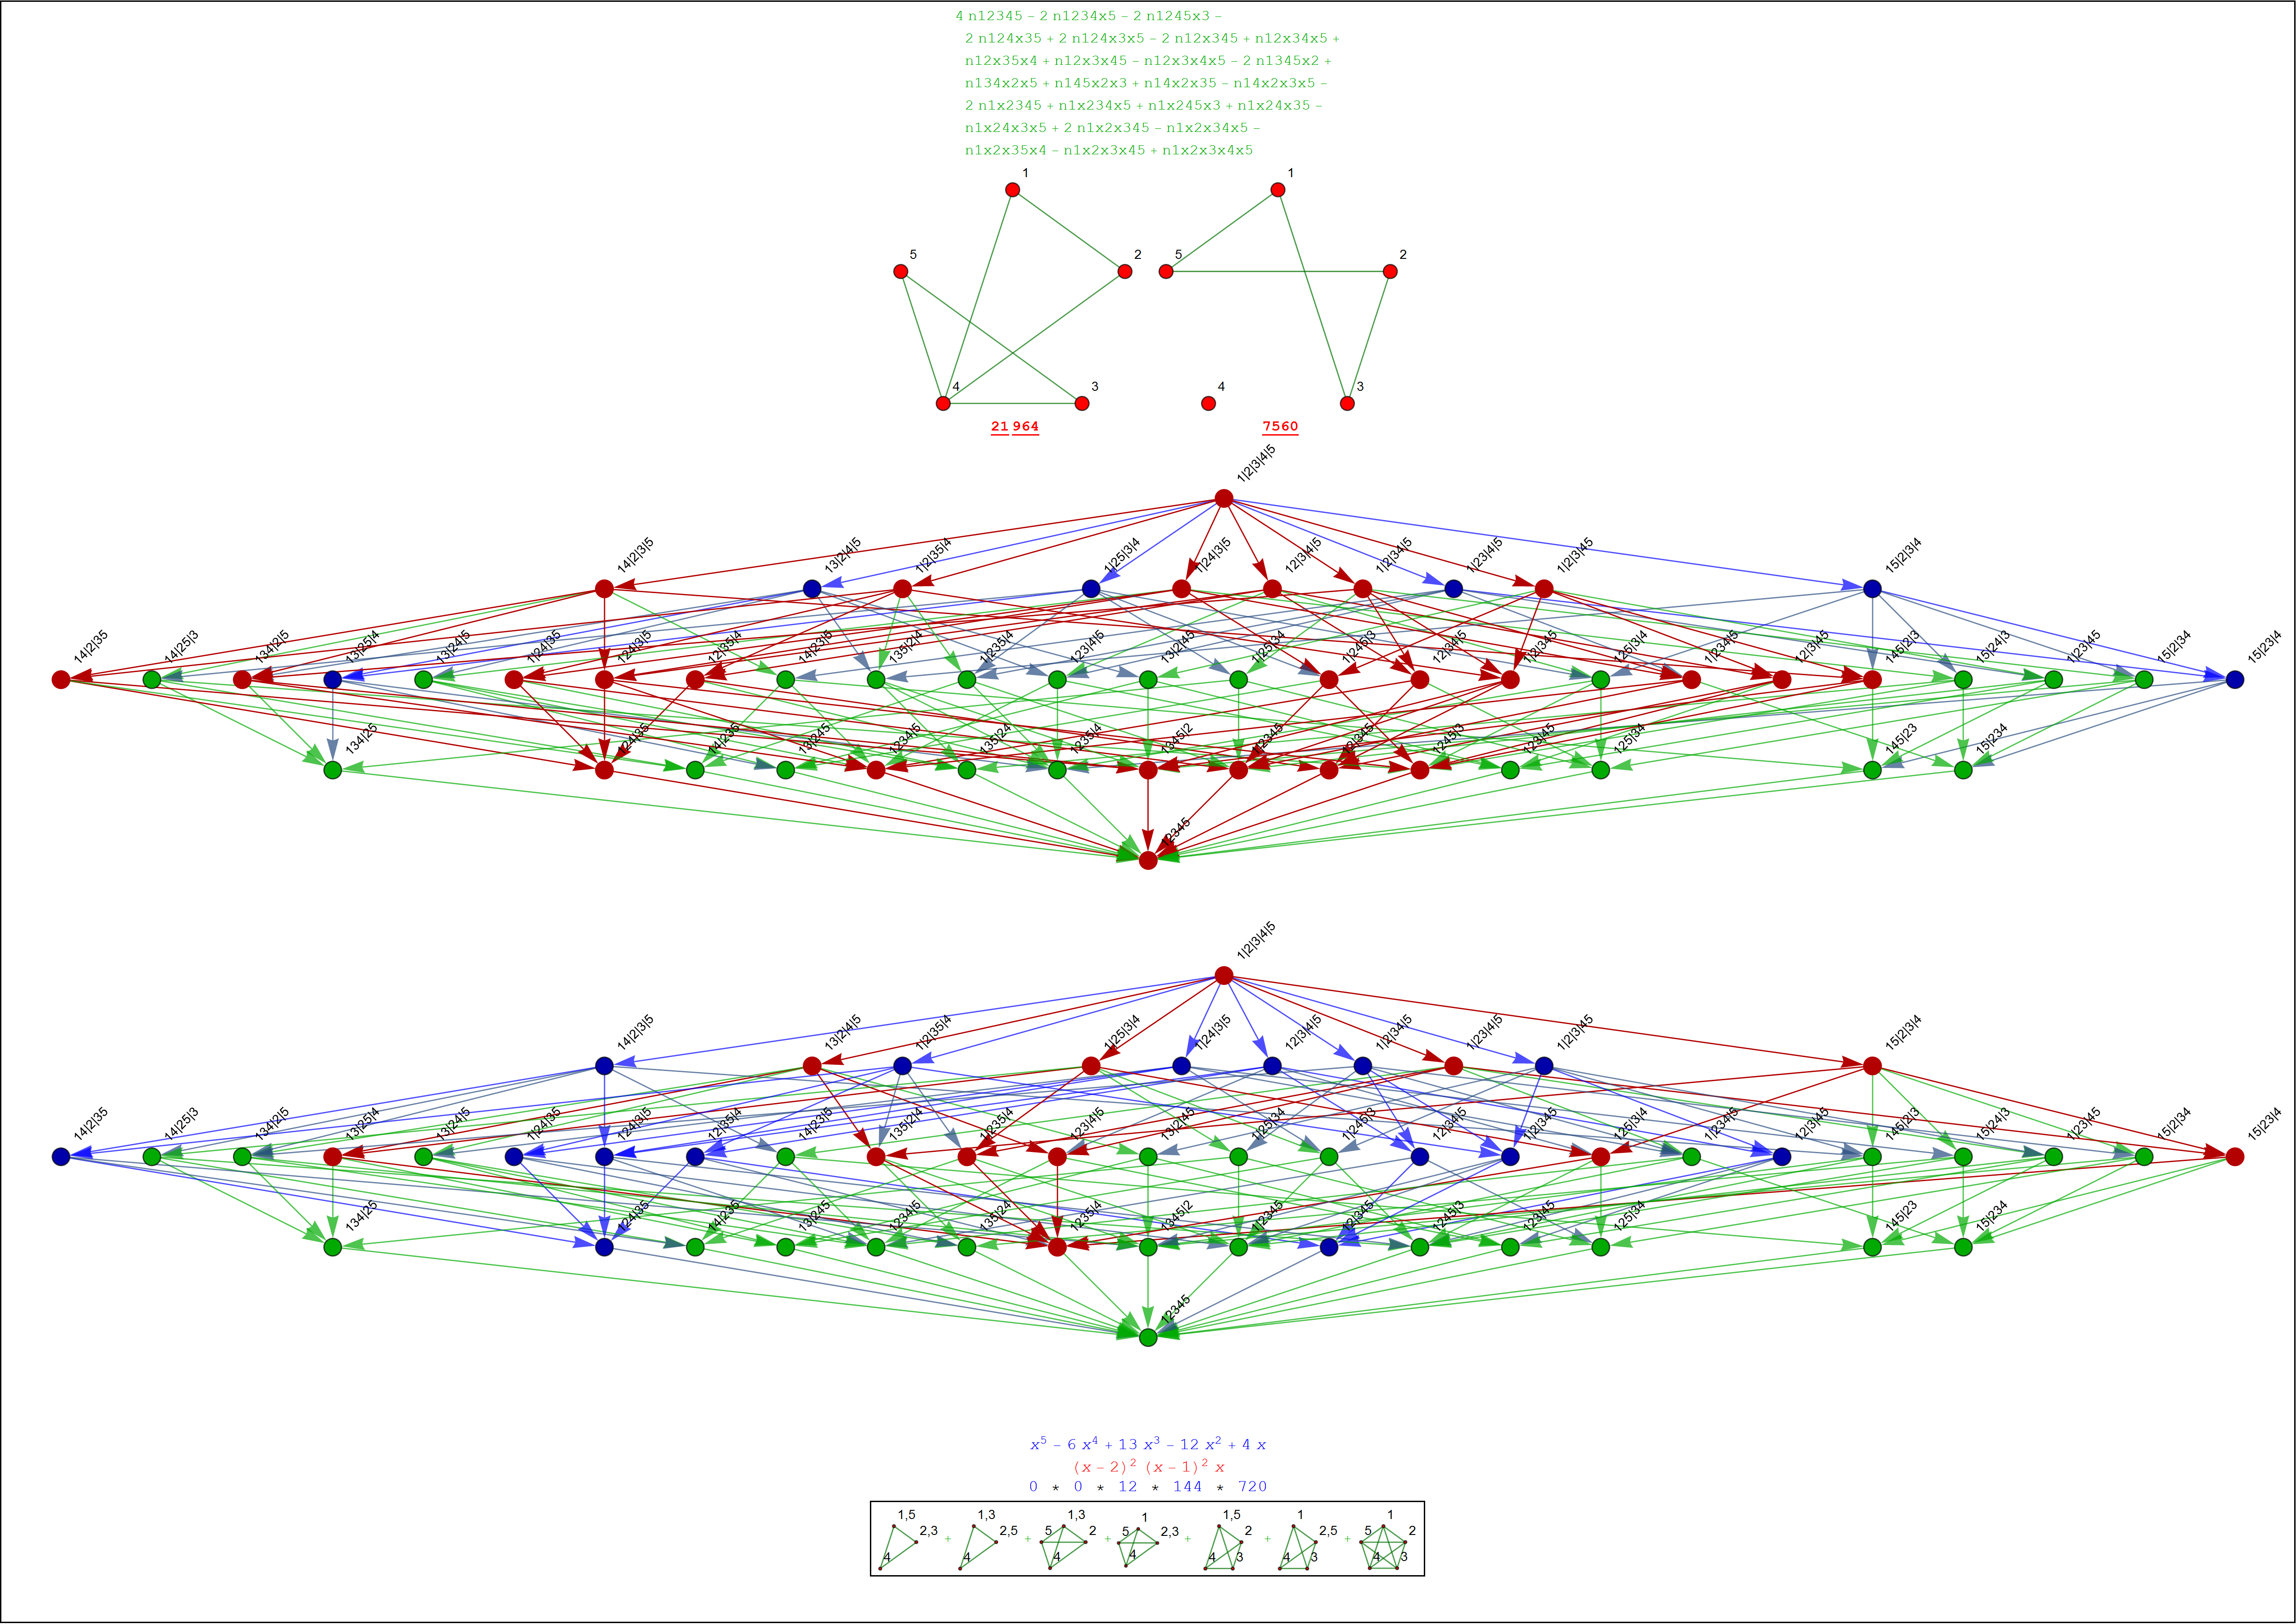 4 n12345 – 2 n1234x5 – 2 n1245x3 –
2 n124x35 + 2 n124x3x5 – 2 n12x345 + n12x34x5 +
n12x35x4 + n12x3x45 – n12x3x4x5 – 2 n1345x2 +
n134x2x5 + n145x2x3 + n14x2x35 – n14x2x3x5 –
2 n1x2345 + n1x234x5 + n1x245x3 + n1x24x35 –
n1x24x3x5 + 2 n1x2x345 – n1x2x34x5 –
n1x2x35x4 – n1x2x3x45 + n1x2x3x4x5
1 1
5 2 5 2
4 3 4 3
21 964 7560
1|2|3|4|5
14|2|3|5 13|2|4|5 1|2|35|4 1|25|3|4 1|24|3|5 12|3|4|5 1|2|34|5 1|23|4|5 1|2|3|45 15|2|3|4
14|2|35 14|25|3 134|2|5 13|25|4 13|24|5 1|24|35 124|3|5 12|35|4 14|23|5 135|2|4 1|235|4 123|4|5 13|2|45 1|25|34 1|245|3 12|34|5 1|2|345 125|3|4 1|234|5 12|3|45 145|2|3 15|24|3 1|23|45 15|2|34 15|23|4
134|25 124|35 14|235 13|245 1234|5 135|24 1235|4 1345|2 1|2345 12|345 1245|3 123|45 125|34 145|23 15|234
12345
1|2|3|4|5
14|2|3|5 13|2|4|5 1|2|35|4 1|25|3|4 1|24|3|5 12|3|4|5 1|2|34|5 1|23|4|5 1|2|3|45 15|2|3|4
14|2|35 14|25|3 134|2|5 13|25|4 13|24|5 1|24|35 124|3|5 12|35|4 14|23|5 135|2|4 1|235|4 123|4|5 13|2|45 1|25|34 1|245|3 12|34|5 1|2|345 125|3|4 1|234|5 12|3|45 145|2|3 15|24|3 1|23|45 15|2|34 15|23|4
134|25 124|35 14|235 13|245 1234|5 135|24 1235|4 1345|2 1|2345 12|345 1245|3 123|45 125|34 145|23 15|234
12345
x⁵ – 6 x⁴ + 13 x³ – 12 x² + 4 x
(x – 2)² (x – 1)² x
0 * 0 * 12 * 144 * 720
1,5 2,3 4 + 1,3 2,5 4 + 1,3 5 2 4 + 1 5 2,3 4 + 1,5 2 4 3 + 1 2,5 4 3 + 1 5 2 4 3